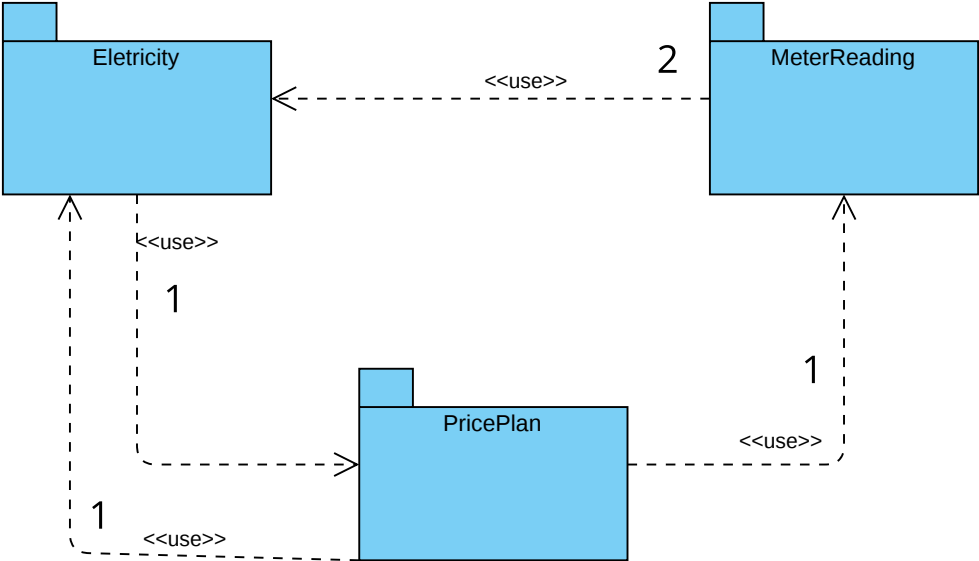 Eletricity
MeterReading
2
<<use>>
<<use>>
1
1
PricePlan
<<use>>
1
<<use>>